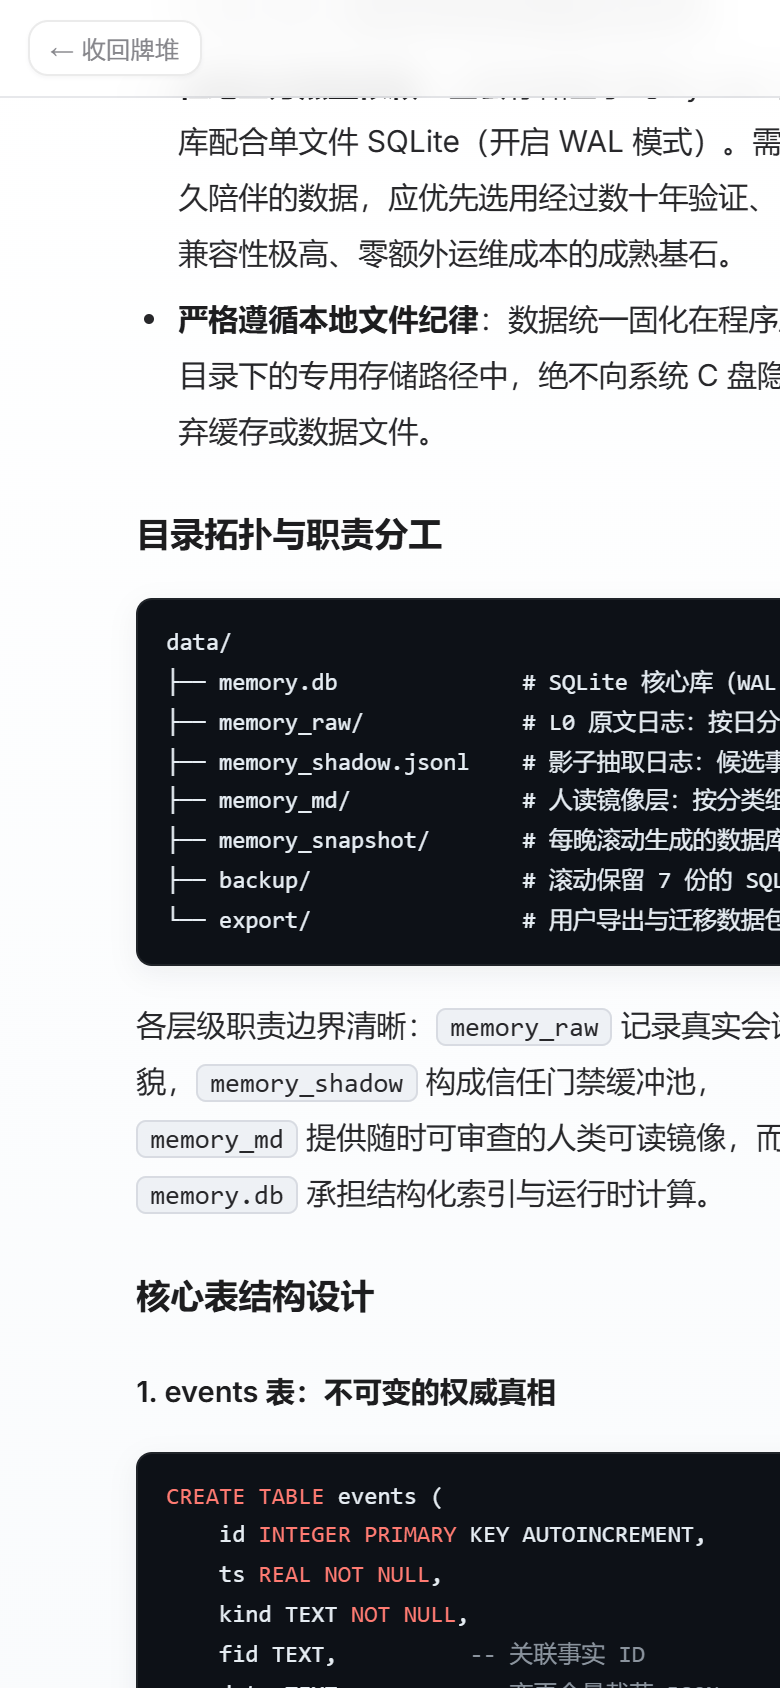 ← 收回牌堆
库配合单文件 SQLite（开启 WAL 模式）。需
久陪伴的数据，应优先选用经过数十年验证、
兼容性极高、零额外运维成本的成熟基石。
• 严格遵循本地文件纪律：数据统一固化在程序
目录下的专用存储路径中，绝不向系统 C 盘隐
弃缓存或数据文件。
目录拓扑与职责分工
data/
├── memory.db # SQLite 核心库（WAL
├── memory_raw/ # L0 原文日志：按日分
├── memory_shadow.jsonl # 影子抽取日志：候选事
├── memory_md/ # 人读镜像层：按分类组
├── memory_snapshot/ # 每晚滚动生成的数据库
├── backup/ # 滚动保留 7 份的 SQL
└── export/ # 用户导出与迁移数据包
各层级职责边界清晰：memory_raw 记录真实会话
貌，memory_shadow 构成信任门禁缓冲池，
memory_md 提供随时可审查的人类可读镜像，而
memory.db 承担结构化索引与运行时计算。
核心表结构设计
1. events 表：不可变的权威真相
CREATE TABLE events (
id INTEGER PRIMARY KEY AUTOINCREMENT,
ts REAL NOT NULL,
kind TEXT NOT NULL,
fid TEXT, -- 关联事实 ID